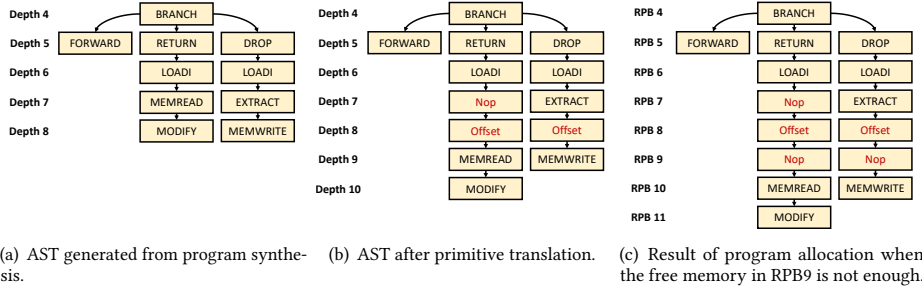 Depth 4 BRANCH
Depth 5 FORWARD RETURN DROP
Depth 6 LOADI LOADI
Depth 7 MEMREAD EXTRACT
Depth 8 MODIFY MEMWRITE
(a) AST generated from program synthe-
sis.
Depth 4 BRANCH
Depth 5 FORWARD RETURN DROP
Depth 6 LOADI LOADI
Depth 7 Nop EXTRACT
Depth 8 Offset Offset
Depth 9 MEMREAD MEMWRITE
Depth 10 MODIFY
(b) AST after primitive translation.
RPB 4 BRANCH
RPB 5 FORWARD RETURN DROP
RPB 6 LOADI LOADI
RPB 7 Nop EXTRACT
RPB 8 Offset Offset
RPB 9 Nop Nop
RPB 10 MEMREAD MEMWRITE
RPB 11 MODIFY
(c) Result of program allocation when
the free memory in RPB9 is not enough.